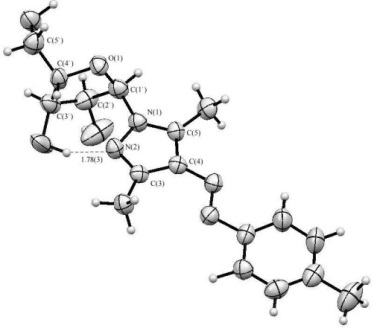 C(5')
C(4')
O(1)
C(1')
C(3')
C(2')
N(1)
C(5)
N(2)
1.78(3)
C(4)
C(3)